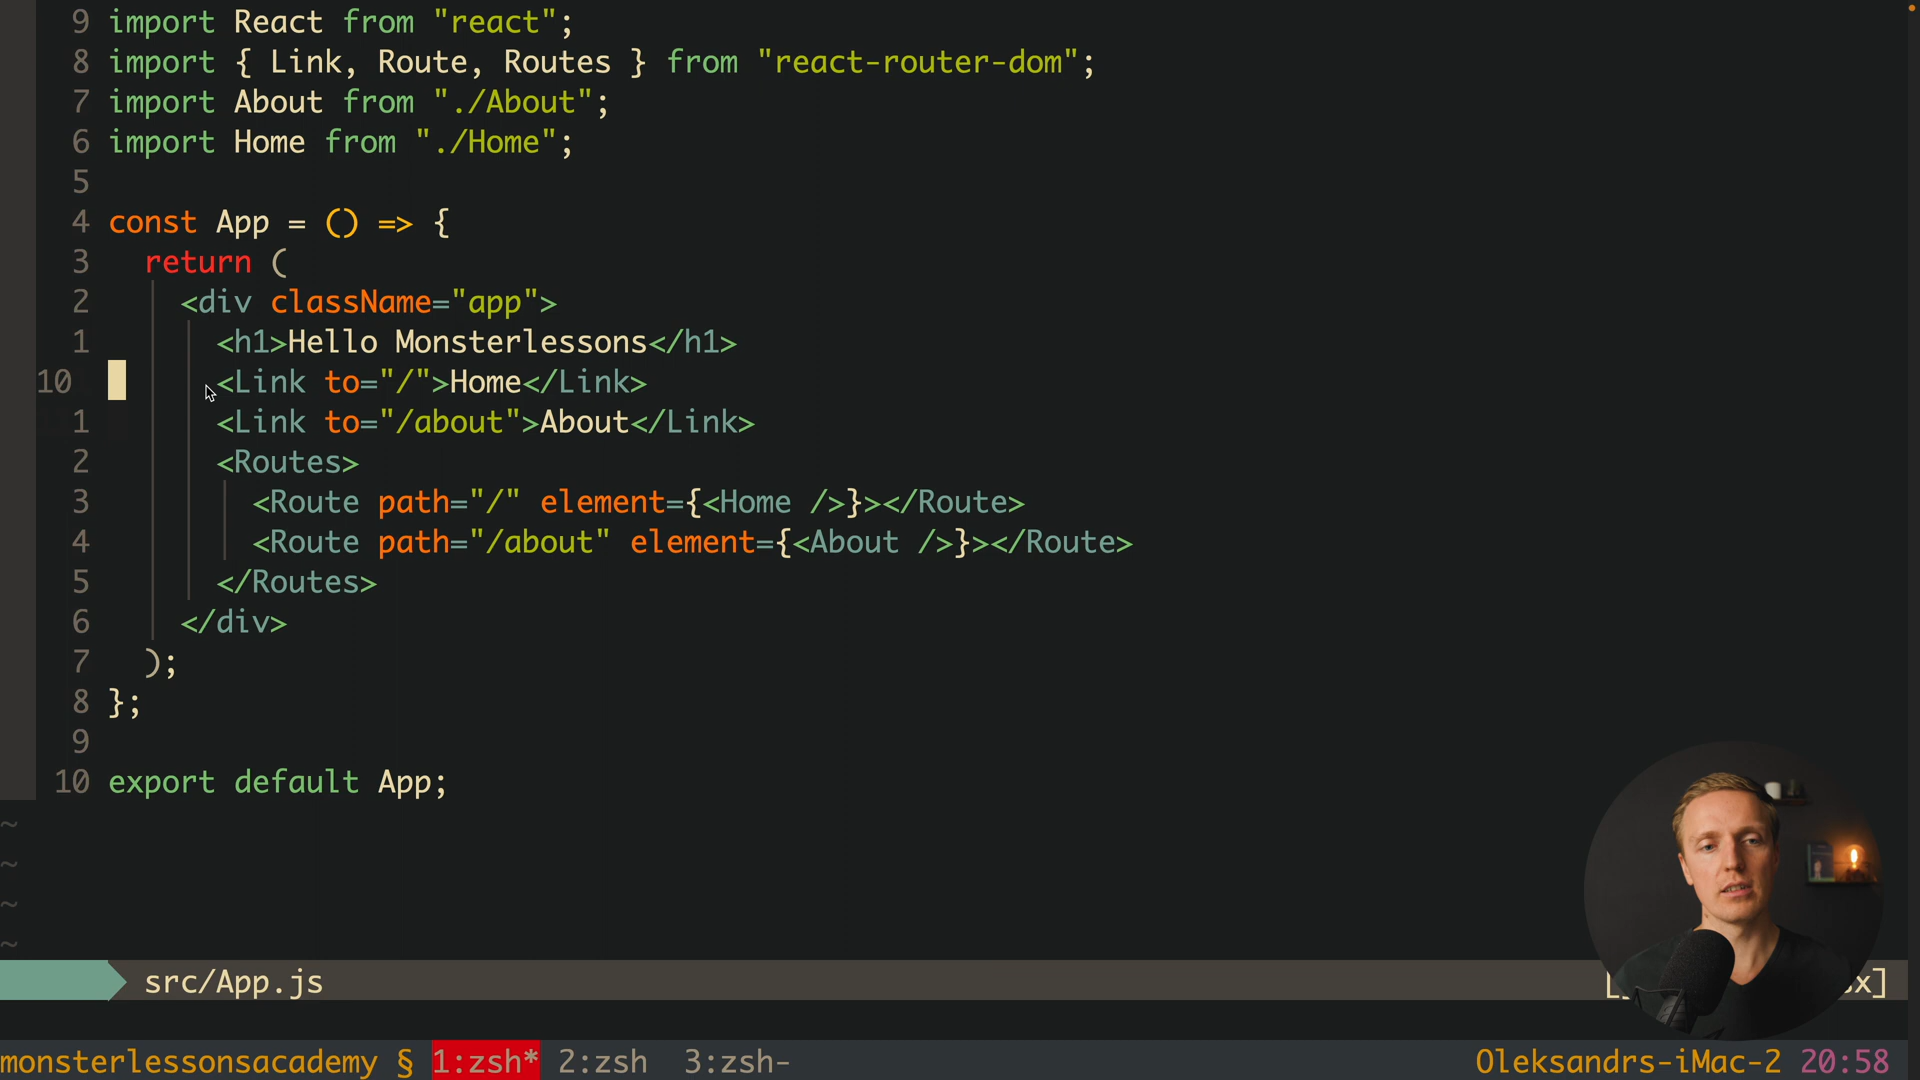 9 import React from "react";
8 import { Link, Route, Routes } from "react-router-dom";
7 import About from "./About";
6 import Home from "./Home";
5
4 const App = () => {
3 return (
2 <div className="app">
1 <h1>Hello Monsterlessons</h1>
10 <Link to="/">Home</Link>
1 <Link to="/about">About</Link>
2 <Routes>
3 <Route path="/" element={<Home />}></Route>
4 <Route path="/about" element={<About />}></Route>
5 </Routes>
6 </div>
7 );
8 };
9
10 export default App;
~
~
~
~
src/App.js
monsterlessonsacademy § 1:zsh* 2:zsh 3:zsh- Oleksandrs-iMac-2 20:58